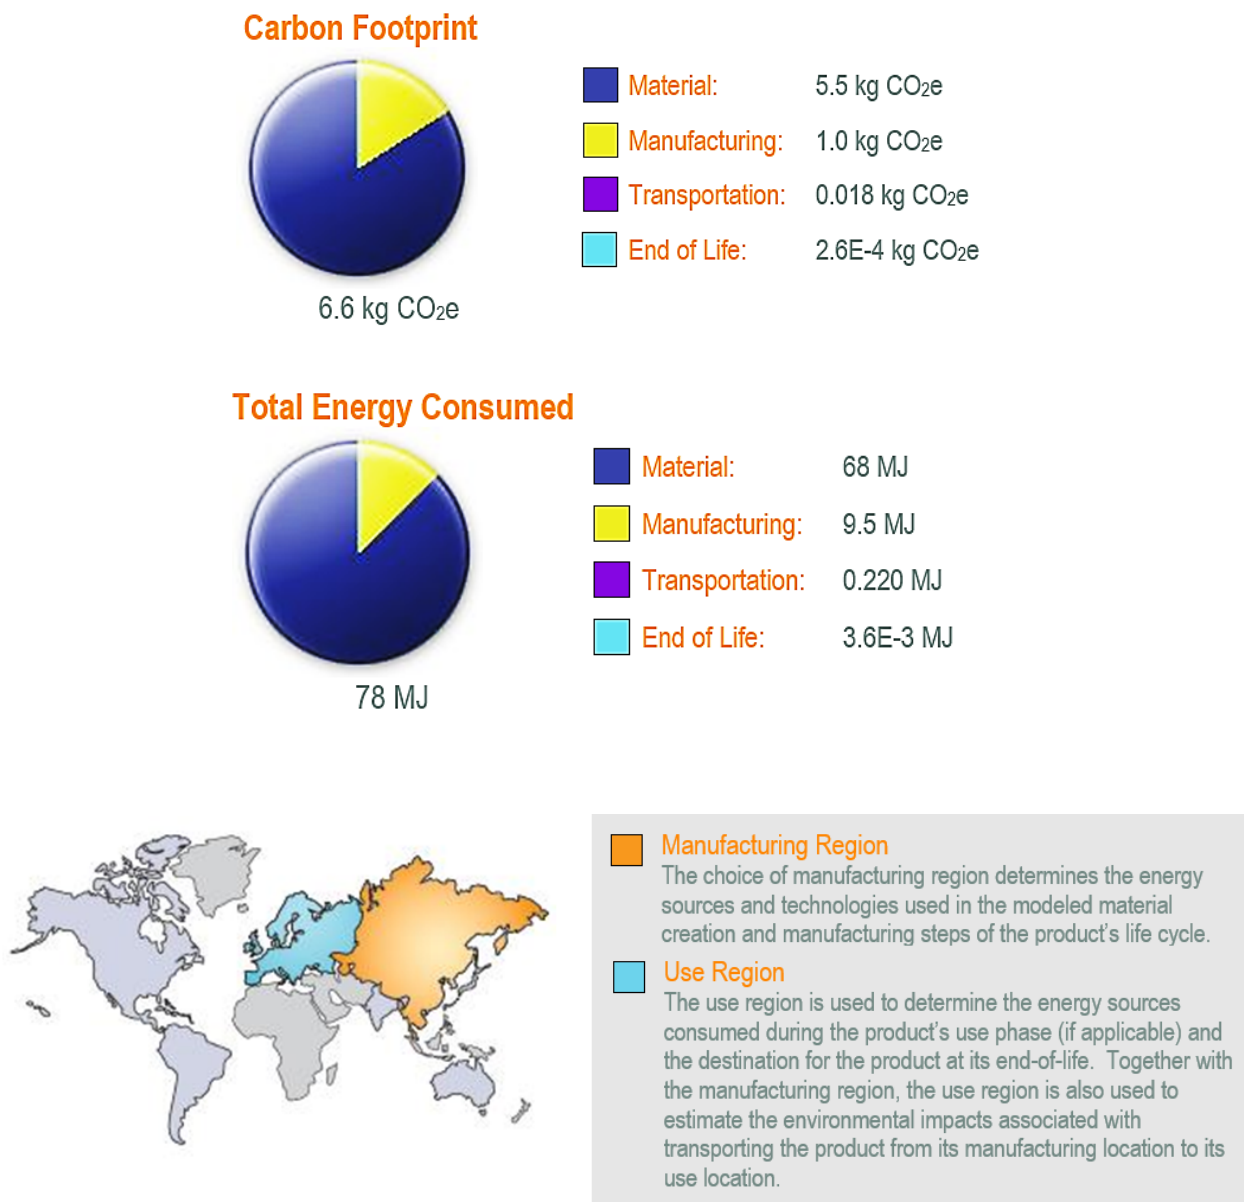 Carbon Footprint
Material: 5.5 kg CO₂e
Manufacturing: 1.0 kg CO₂e
Transportation: 0.018 kg CO₂e
End of Life: 2.6E-4 kg CO₂e
6.6 kg CO₂e
Total Energy Consumed
Material: 68 MJ
Manufacturing: 9.5 MJ
Transportation: 0.220 MJ
End of Life: 3.6E-3 MJ
78 MJ
Manufacturing Region
The choice of manufacturing region determines the energy
sources and technologies used in the modeled material
creation and manufacturing steps of the product’s life cycle.
Use Region
The use region is used to determine the energy sources
consumed during the product’s use phase (if applicable) and
the destination for the product at its end-of-life. Together with
the manufacturing region, the use region is also used to
estimate the environmental impacts associated with
transporting the product from its manufacturing location to its
use location.